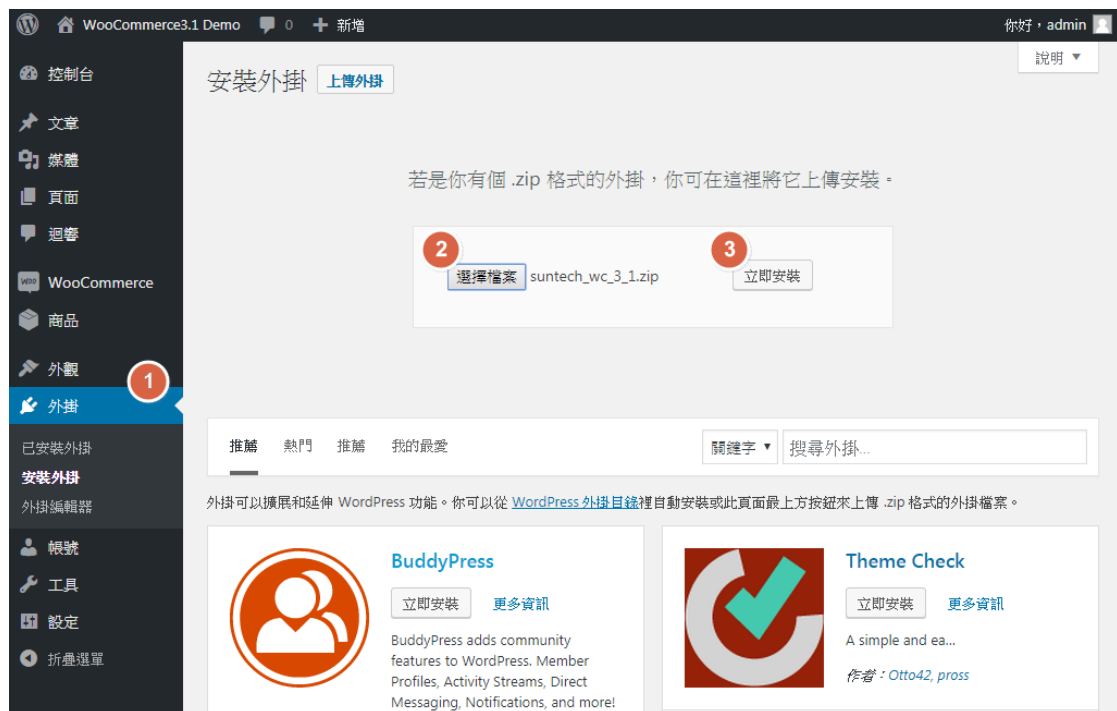 WooCommerce3.1 Demo 0 新增 你好，admin
說明 ▼
控制台
文章
媒體
頁面
迴響
WooCommerce
商品
外觀
1
外掛
已安裝外掛
安裝外掛
外掛編輯器
帳號
工具
設定
折疊選單
安裝外掛 上傳外掛
若是你有個 .zip 格式的外掛，你可在這裡將它上傳安裝。
2 3
選擇檔案 suntech_wc_3_1.zip 立即安裝
推薦 熱門 推薦 我的最愛 關鍵字 ▼ 搜尋外掛...
外掛可以擴展和延伸 WordPress 功能。你可以從 WordPress 外掛目錄裡自動安裝或此頁面最上方按鈕來上傳 .zip 格式的外掛檔案。
BuddyPress
立即安裝 更多資訊
BuddyPress adds community
features to WordPress. Member
Profiles, Activity Streams, Direct
Messaging, Notifications, and more!
Theme Check
立即安裝 更多資訊
A simple and ea...
作者：Otto42, pross